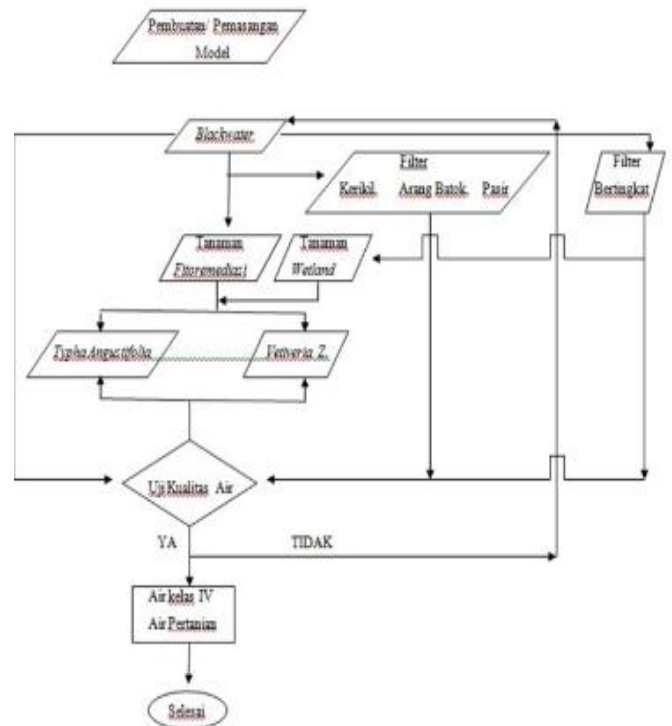 Pembuatan/ Pemasangan
Model
Blackwater
Filter
Kerikil, Arang Batok, Pasir
Filter
Bertingkat
Tanaman
Fitoremediasi
Tanaman
Wetland
Typha Angustifolia
Vetiveria Z.
Uji Kualitas Air
YA
TIDAK
Air kelas IV
Air Pertanian
Selesai